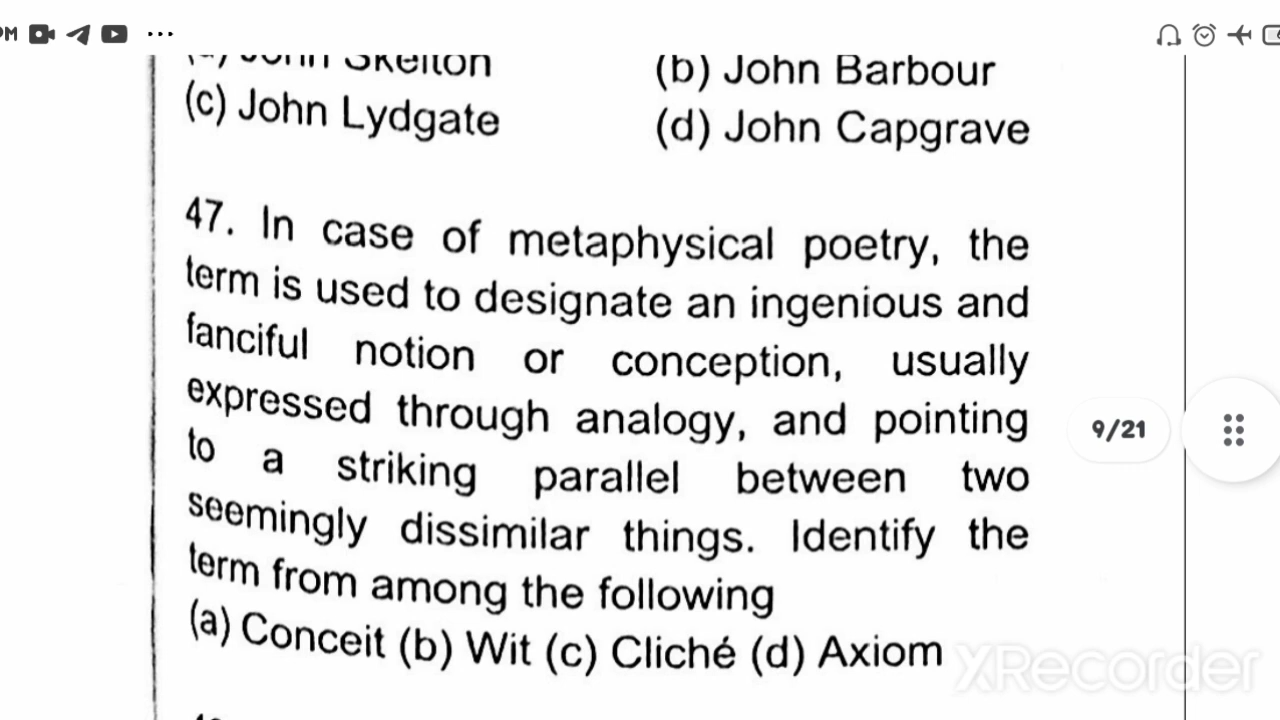 John Skelton (b) John Barbour
(c) John Lydgate (d) John Capgrave
47. In case of metaphysical poetry, the
term is used to designate an ingenious and
fanciful notion or conception, usually
expressed through analogy, and pointing
to a striking parallel between two
seemingly dissimilar things. Identify the
term from among the following
(a) Conceit (b) Wit (c) Cliché (d) Axiom
9/21
XRecorder